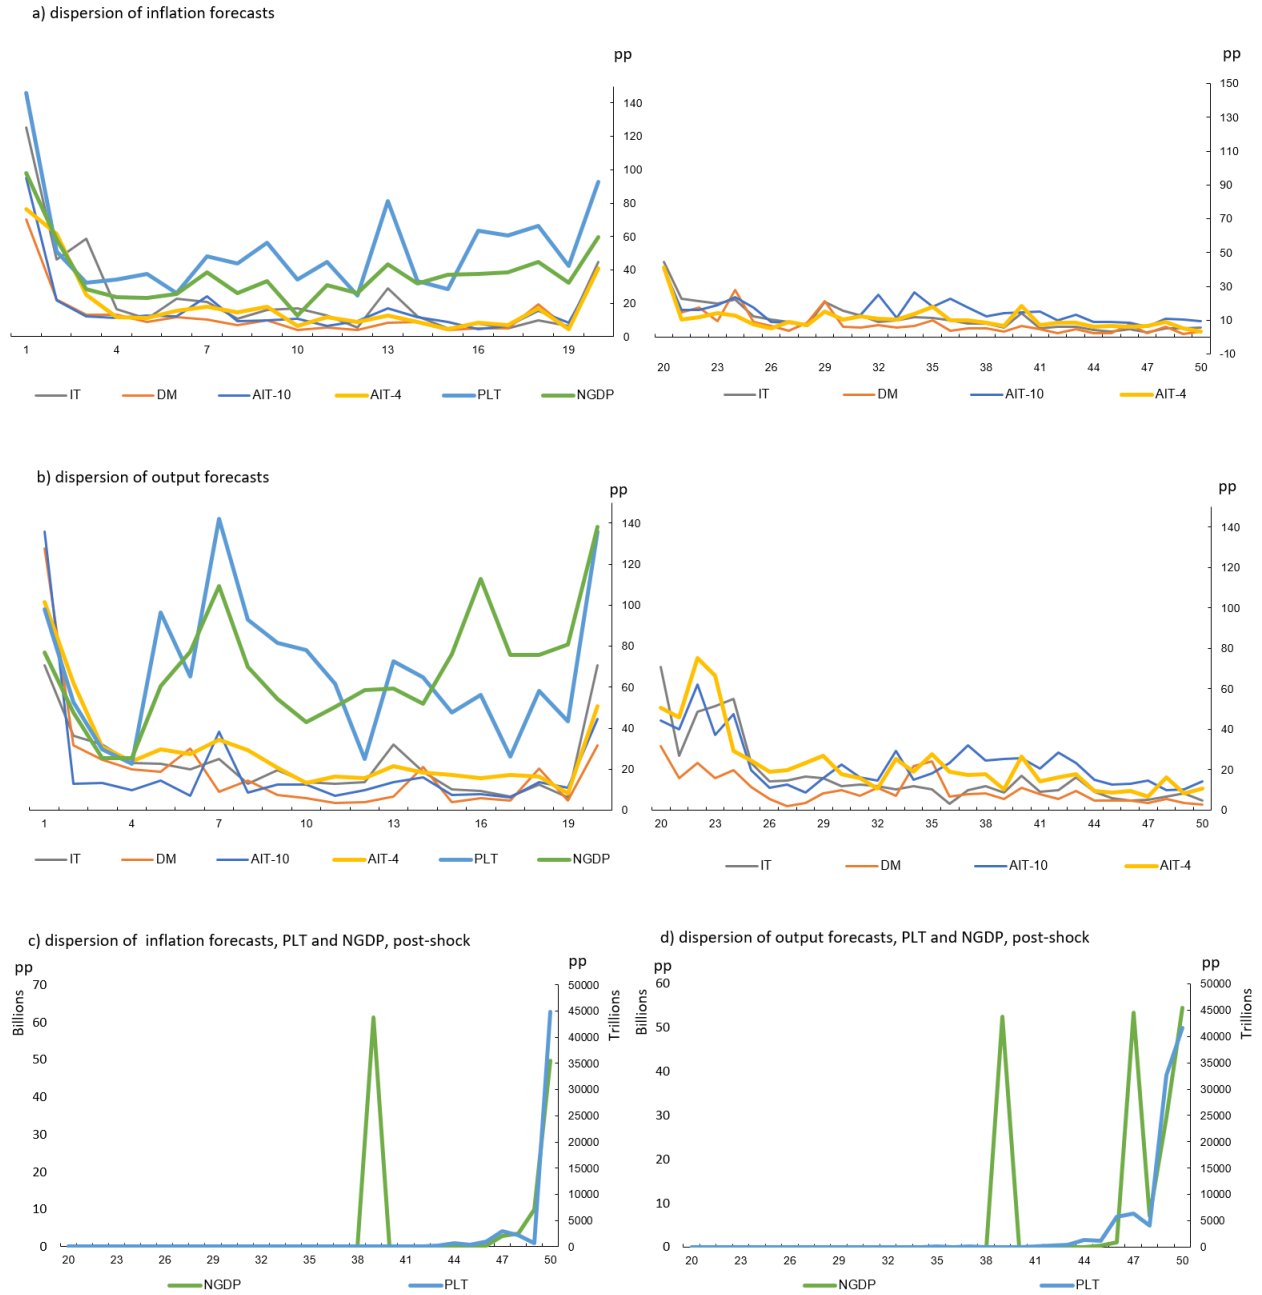 a) dispersion of inflation forecasts
pp
pp
140
120
100
80
60
40
20
0
1 4 7 10 13 16 19
IT DM AIT-10 AIT-4 PLT NGDP
150
130
110
90
70
50
30
10
-10
20 23 26 29 32 35 38 41 44 47 50
IT DM AIT-10 AIT-4
b) dispersion of output forecasts
pp
pp
140
120
100
80
60
40
20
0
1 4 7 10 13 16 19
IT DM AIT-10 AIT-4 PLT NGDP
140
120
100
80
60
40
20
0
20 23 26 29 32 35 38 41 44 47 50
IT DM AIT-10 AIT-4
c) dispersion of inflation forecasts, PLT and NGDP, post-shock
pp
pp
Billions
70
60
50
40
30
20
10
0
50000
45000
40000
35000
30000
25000
20000
15000
10000
5000
0
Trillions
20 23 26 29 32 35 38 41 44 47 50
NGDP PLT
d) dispersion of output forecasts, PLT and NGDP, post-shock
pp
pp
Billions
60
50
40
30
20
10
0
50000
45000
40000
35000
30000
25000
20000
15000
10000
5000
0
Trillions
20 23 26 29 32 35 38 41 44 47 50
NGDP PLT